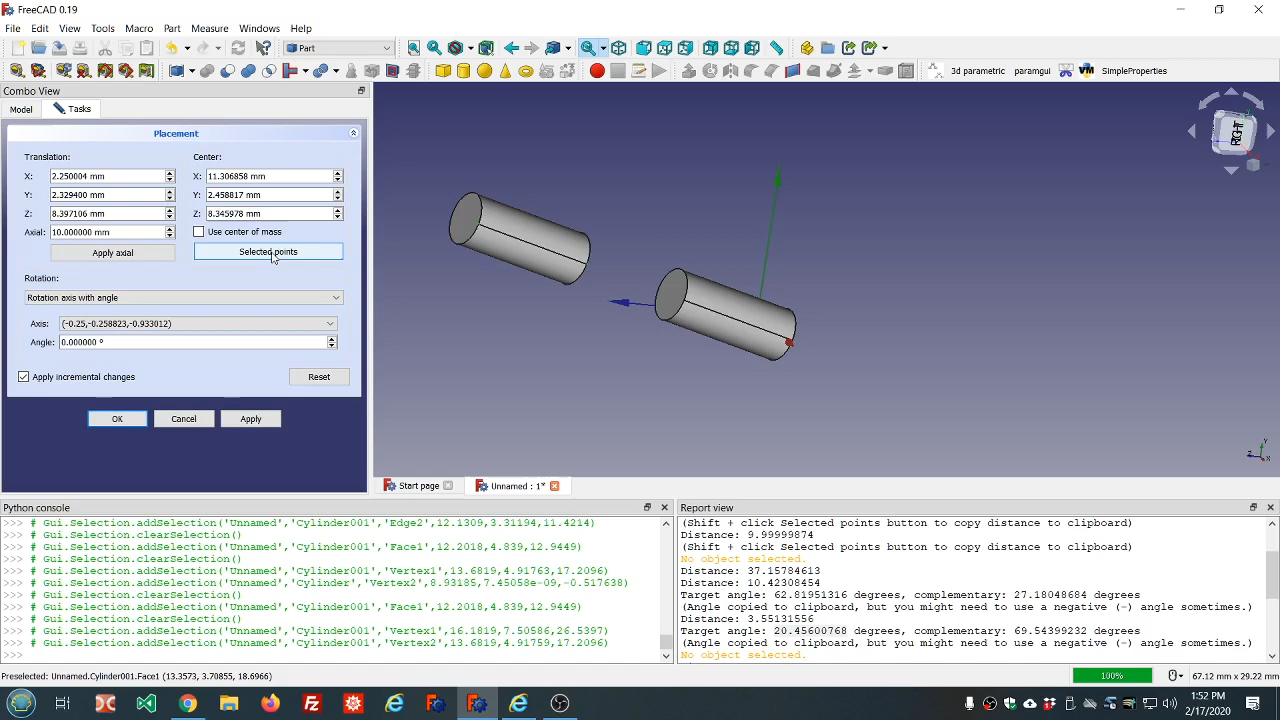 FreeCAD 0.19
File Edit View Tools Macro Part Measure Windows Help
Part
3d parametric paramgui SimpleProperties
Combo View
Model Tasks
Placement
Translation: Center:
X: 2.250004 mm X: 11.306858 mm
Y: 2.329400 mm Y: 2.458817 mm
Z: 8.397106 mm Z: 8.345978 mm
Axial: 10.000000 mm Use center of mass
Apply axial Selected points
Rotation:
Rotation axis with angle
Axis: (-0.25,-0.258823,-0.933012)
Angle: 0.000000 °
Apply incremental changes Reset
OK Cancel Apply
RIGHT
Start page Unnamed : 1*
Python console
>>> # Gui.Selection.addSelection('Unnamed','Cylinder001','Edge2',12.1309,3.31194,11.4214)
>>> # Gui.Selection.clearSelection()
>>> # Gui.Selection.addSelection('Unnamed','Cylinder001','Face1',12.2018,4.839,12.9449)
>>> # Gui.Selection.clearSelection()
>>> # Gui.Selection.addSelection('Unnamed','Cylinder001','Vertex1',13.6819,4.91763,17.2096)
>>> # Gui.Selection.addSelection('Unnamed','Cylinder','Vertex2',8.93185,7.45058e-09,-0.517638)
>>> # Gui.Selection.clearSelection()
>>> # Gui.Selection.addSelection('Unnamed','Cylinder001','Face1',12.2018,4.839,12.9449)
>>> # Gui.Selection.clearSelection()
>>> # Gui.Selection.addSelection('Unnamed','Cylinder001','Vertex1',16.1819,7.50586,26.5397)
>>> # Gui.Selection.addSelection('Unnamed','Cylinder001','Vertex2',13.6819,4.91759,17.2096)
>>>
Report view
(Shift + click Selected points button to copy distance to clipboard)
Distance: 9.99999874
(Shift + click Selected points button to copy distance to clipboard)
No object selected.
Distance: 37.15784613
Distance: 10.42308454
Target angle: 62.81951316 degrees, complementary: 27.18048684 degrees
(Angle copied to clipboard, but you might need to use a negative (-) angle sometimes.)
Distance: 3.55131556
Target angle: 20.45600768 degrees, complementary: 69.54399232 degrees
(Angle copied to clipboard, but you might need to use a negative (-) angle sometimes.)
No object selected.
Preselected: Unnamed.Cylinder001.Face1 (13.3573, 3.70855, 18.6966)
100%
67.12 mm x 29.22 mm
1:52 PM
2/17/2020